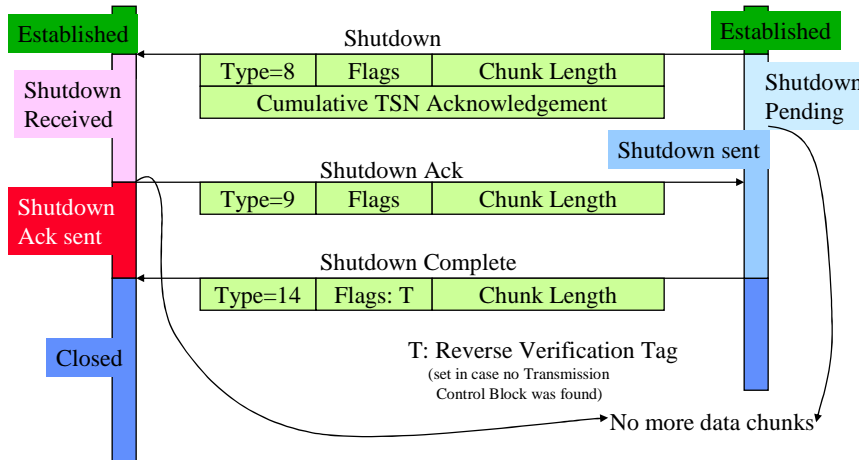 Established
Shutdown
Established
Type=8 Flags Chunk Length
Cumulative TSN Acknowledgement
Shutdown
Received
Shutdown
Pending
Shutdown sent
Shutdown Ack
Type=9 Flags Chunk Length
Shutdown
Ack sent
Shutdown Complete
Type=14 Flags: T Chunk Length
Closed
T: Reverse Verification Tag
(set in case no Transmission
Control Block was found)
No more data chunks